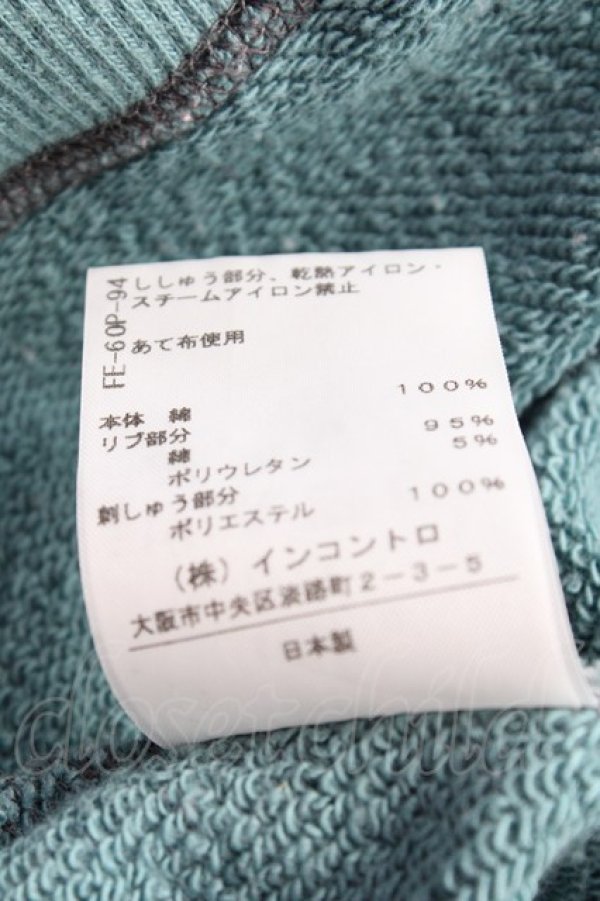 FE-60P-94
ししゅう部分、乾熱アイロン・
スチームアイロン禁止
あて布使用
本体 綿 100%
リブ部分
綿 95%
ポリウレタン 5%
刺しゅう部分
ポリエステル 100%
(株) インコントロ
大阪市中央区淡路町2-3-5
日本製
closetchild